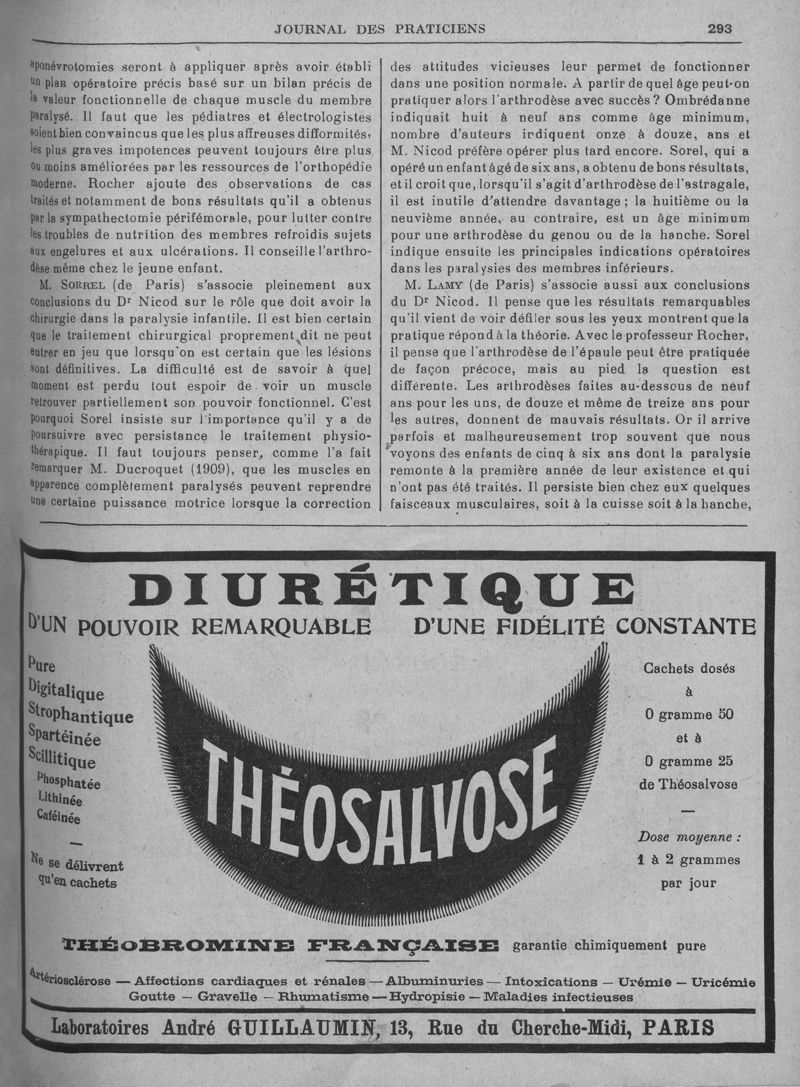 JOURNAL DES PRATICIENS 293
aponévrotomies seront à appliquer après avoir établi
un plan opératoire précis basé sur un bilan précis de
la valeur fonctionnelle de chaque muscle du membre
paralysé. Il faut que les pédiatres et électrologistes
soient bien convaincus que les plus affreuses difformités,
les plus graves impotences peuvent toujours être plus
ou moins améliorées par les ressources de l'orthopédie
moderne. Rocher ajoute des observations de cas
traités et notamment de bons résultats qu'il a obtenus
par la sympathectomie périfémorale, pour lutter contre
les troubles de nutrition des membres refroidis sujets
aux engelures et aux ulcérations. Il conseille l'arthro-
dèse même chez le jeune enfant.
M. SORREL (de Paris) s'associe pleinement aux
conclusions du Dr Nicod sur le rôle que doit avoir la
chirurgie dans la paralysie infantile. Il est bien certain
que le traitement chirurgical proprement dit ne peut
entrer en jeu que lorsqu'on est certain que les lésions
sont définitives. La difficulté est de savoir à quel
moment est perdu tout espoir de voir un muscle
retrouver partiellement son pouvoir fonctionnel. C'est
pourquoi Sorel insiste sur l'importance qu'il y a de
poursuivre avec persistance le traitement physio-
thérapique. Il faut toujours penser, comme l'a fait
remarquer M. Ducroquet (1909), que les muscles en
apparence complètement paralysés peuvent reprendre
une certaine puissance motrice lorsque la correction
des attitudes vicieuses leur permet de fonctionner
dans une position normale. A partir de quel âge peut-on
pratiquer alors l'arthrodèse avec succès ? Ombrédanne
indiquait huit à neuf ans comme âge minimum,
nombre d'auteurs indiquent onze à douze, ans et
M. Nicod préfère opérer plus tard encore. Sorel, qui a
opéré un enfant âgé de six ans, a obtenu de bons résultats,
et il croit que, lorsqu'il s'agit d'arthrodèse de l'astragale,
il est inutile d'attendre davantage ; la huitième ou la
neuvième année, au contraire, est un âge minimum
pour une arthrodèse du genou ou de la hanche. Sorel
indique ensuite les principales indications opératoires
dans les paralysies des membres inférieurs.
M. LAMY (de Paris) s'associe aussi aux conclusions
du Dr Nicod. Il pense que les résultats remarquables
qu'il vient de voir défiler sous les yeux montrent que la
pratique répond à la théorie. Avec le professeur Rocher,
il pense que l'arthrodèse de l'épaule peut être pratiquée
de façon précoce, mais au pied la question est
différente. Les arthrodèses faites au-dessous de neuf
ans pour les uns, de douze et même de treize ans pour
les autres, donnent de mauvais résultats. Or il arrive
parfois et malheureusement trop souvent que nous
voyons des enfants de cinq à six ans dont la paralysie
remonte à la première année de leur existence et qui
n'ont pas été traités. Il persiste bien chez eux quelques
faisceaux musculaires, soit à la cuisse soit à la hanche,
DIURÉTIQUE
D'UN POUVOIR REMARQUABLE D'UNE FIDÉLITÉ CONSTANTE
Pure
Digitalique
Strophantique
Spartéinée
Scillitique
Phosphatée
Lithinée
Caféinée
—
Ne se délivrent
qu'en cachets
THÉOSALVOSE
Cachets dosés
à
0 gramme 50
et à
0 gramme 25
de Théosalvose
—
Dose moyenne :
1 à 2 grammes
par jour
THÉOBROMINE FRANÇAISE garantie chimiquement pure
Artériosclérose — Affections cardiaques et rénales — Albuminuries — Intoxications — Urémie — Uricémie
Goutte — Gravelle — Rhumatisme — Hydropisie — Maladies infectieuses
Laboratoires André GUILLAUMIN, 13, Rue du Cherche-Midi, PARIS